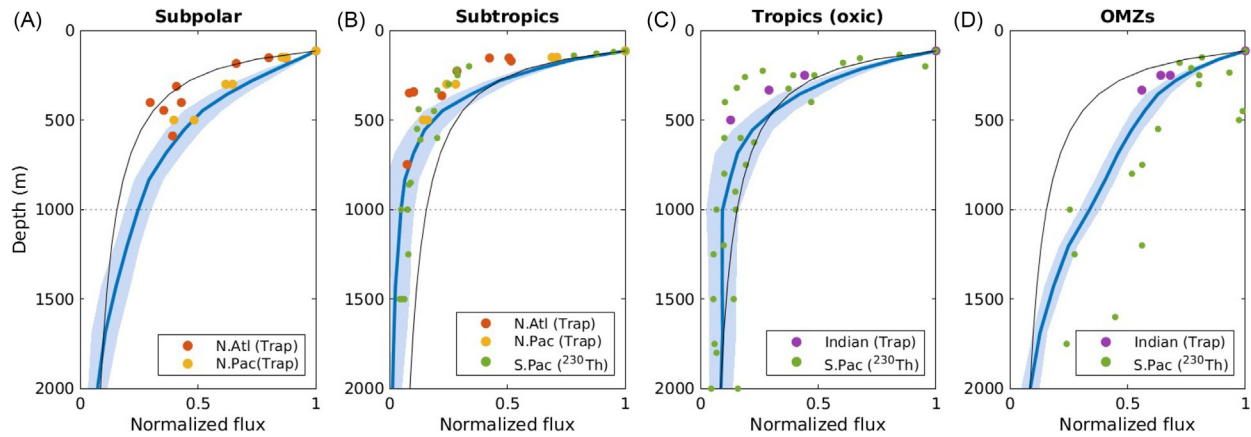 (A) Subpolar
0
500
1000
1500
2000
Depth (m)
0 0.5 1
Normalized flux
N.Atl (Trap)
N.Pac(Trap)
(B) Subtropics
0
500
1000
1500
2000
0 0.5 1
Normalized flux
N.Atl (Trap)
N.Pac (Trap)
S.Pac (²³⁰Th)
(C) Tropics (oxic)
0
500
1000
1500
2000
0 0.5 1
Normalized flux
Indian (Trap)
S.Pac (²³⁰Th)
(D) OMZs
0
500
1000
1500
2000
0 0.5 1
Normalized flux
Indian (Trap)
S.Pac (²³⁰Th)